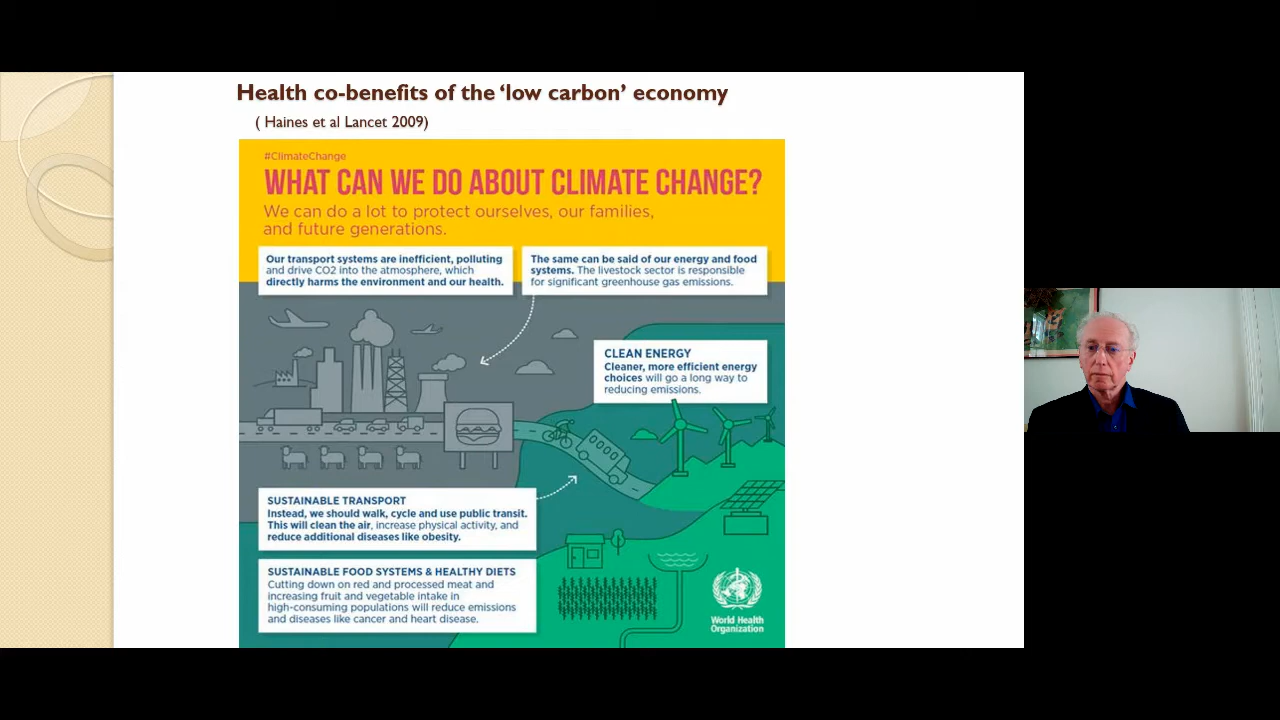 Health co-benefits of the ‘low carbon’ economy
( Haines et al Lancet 2009)
#ClimateChange
WHAT CAN WE DO ABOUT CLIMATE CHANGE?
We can do a lot to protect ourselves, our families,
and future generations.
Our transport systems are inefficient, polluting
and drive CO2 into the atmosphere, which
directly harms the environment and our health.
The same can be said of our energy and food
systems. The livestock sector is responsible
for significant greenhouse gas emissions.
CLEAN ENERGY
Cleaner, more efficient energy
choices will go a long way to
reducing emissions.
SUSTAINABLE TRANSPORT
Instead, we should walk, cycle and use public transit.
This will clean the air, increase physical activity, and
reduce additional diseases like obesity.
SUSTAINABLE FOOD SYSTEMS & HEALTHY DIETS
Cutting down on red and processed meat and
increasing fruit and vegetable intake in
high-consuming populations will reduce emissions
and diseases like cancer and heart disease.
World Health
Organization